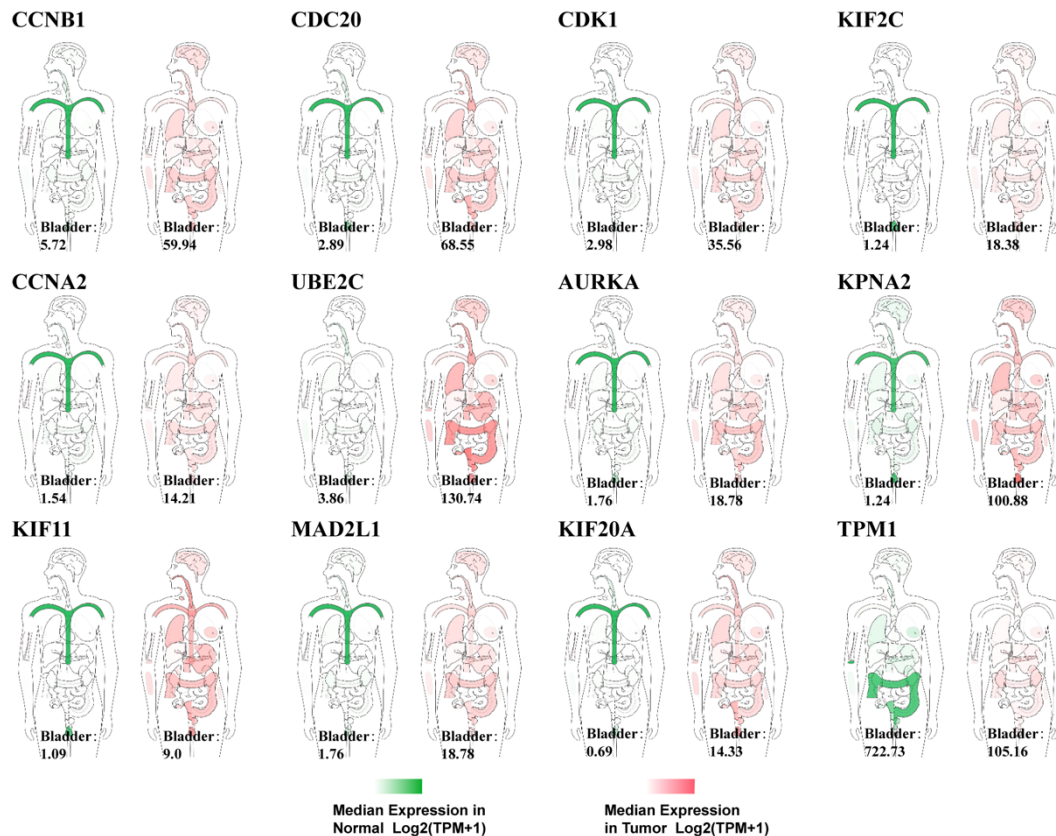 CCNB1 CDC20 CDK1 KIF2C
Bladder: Bladder: Bladder: Bladder: Bladder: Bladder: Bladder: Bladder:
5.72 59.94 2.89 68.55 2.98 35.56 1.24 18.38
CCNA2 UBE2C AURKA KPNA2
Bladder: Bladder: Bladder: Bladder: Bladder: Bladder: Bladder: Bladder:
1.54 14.21 3.86 130.74 1.76 18.78 1.24 100.88
KIF11 MAD2L1 KIF20A TPM1
Bladder: Bladder: Bladder: Bladder: Bladder: Bladder: Bladder: Bladder:
1.09 9.0 1.76 18.78 0.69 14.33 722.73 105.16
Median Expression in Median Expression
Normal Log2(TPM+1) in Tumor Log2(TPM+1)